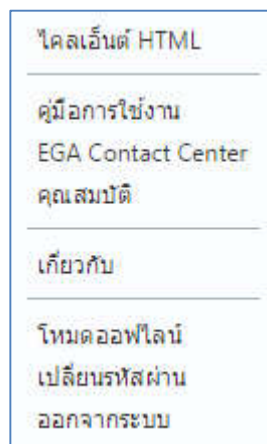 ไคลเอ็นต์ HTML
คู่มือการใช้งาน
EGA Contact Center
คุณสมบัติ
เกี่ยวกับ
โหมดออฟไลน์
เปลี่ยนรหัสผ่าน
ออกจากระบบ